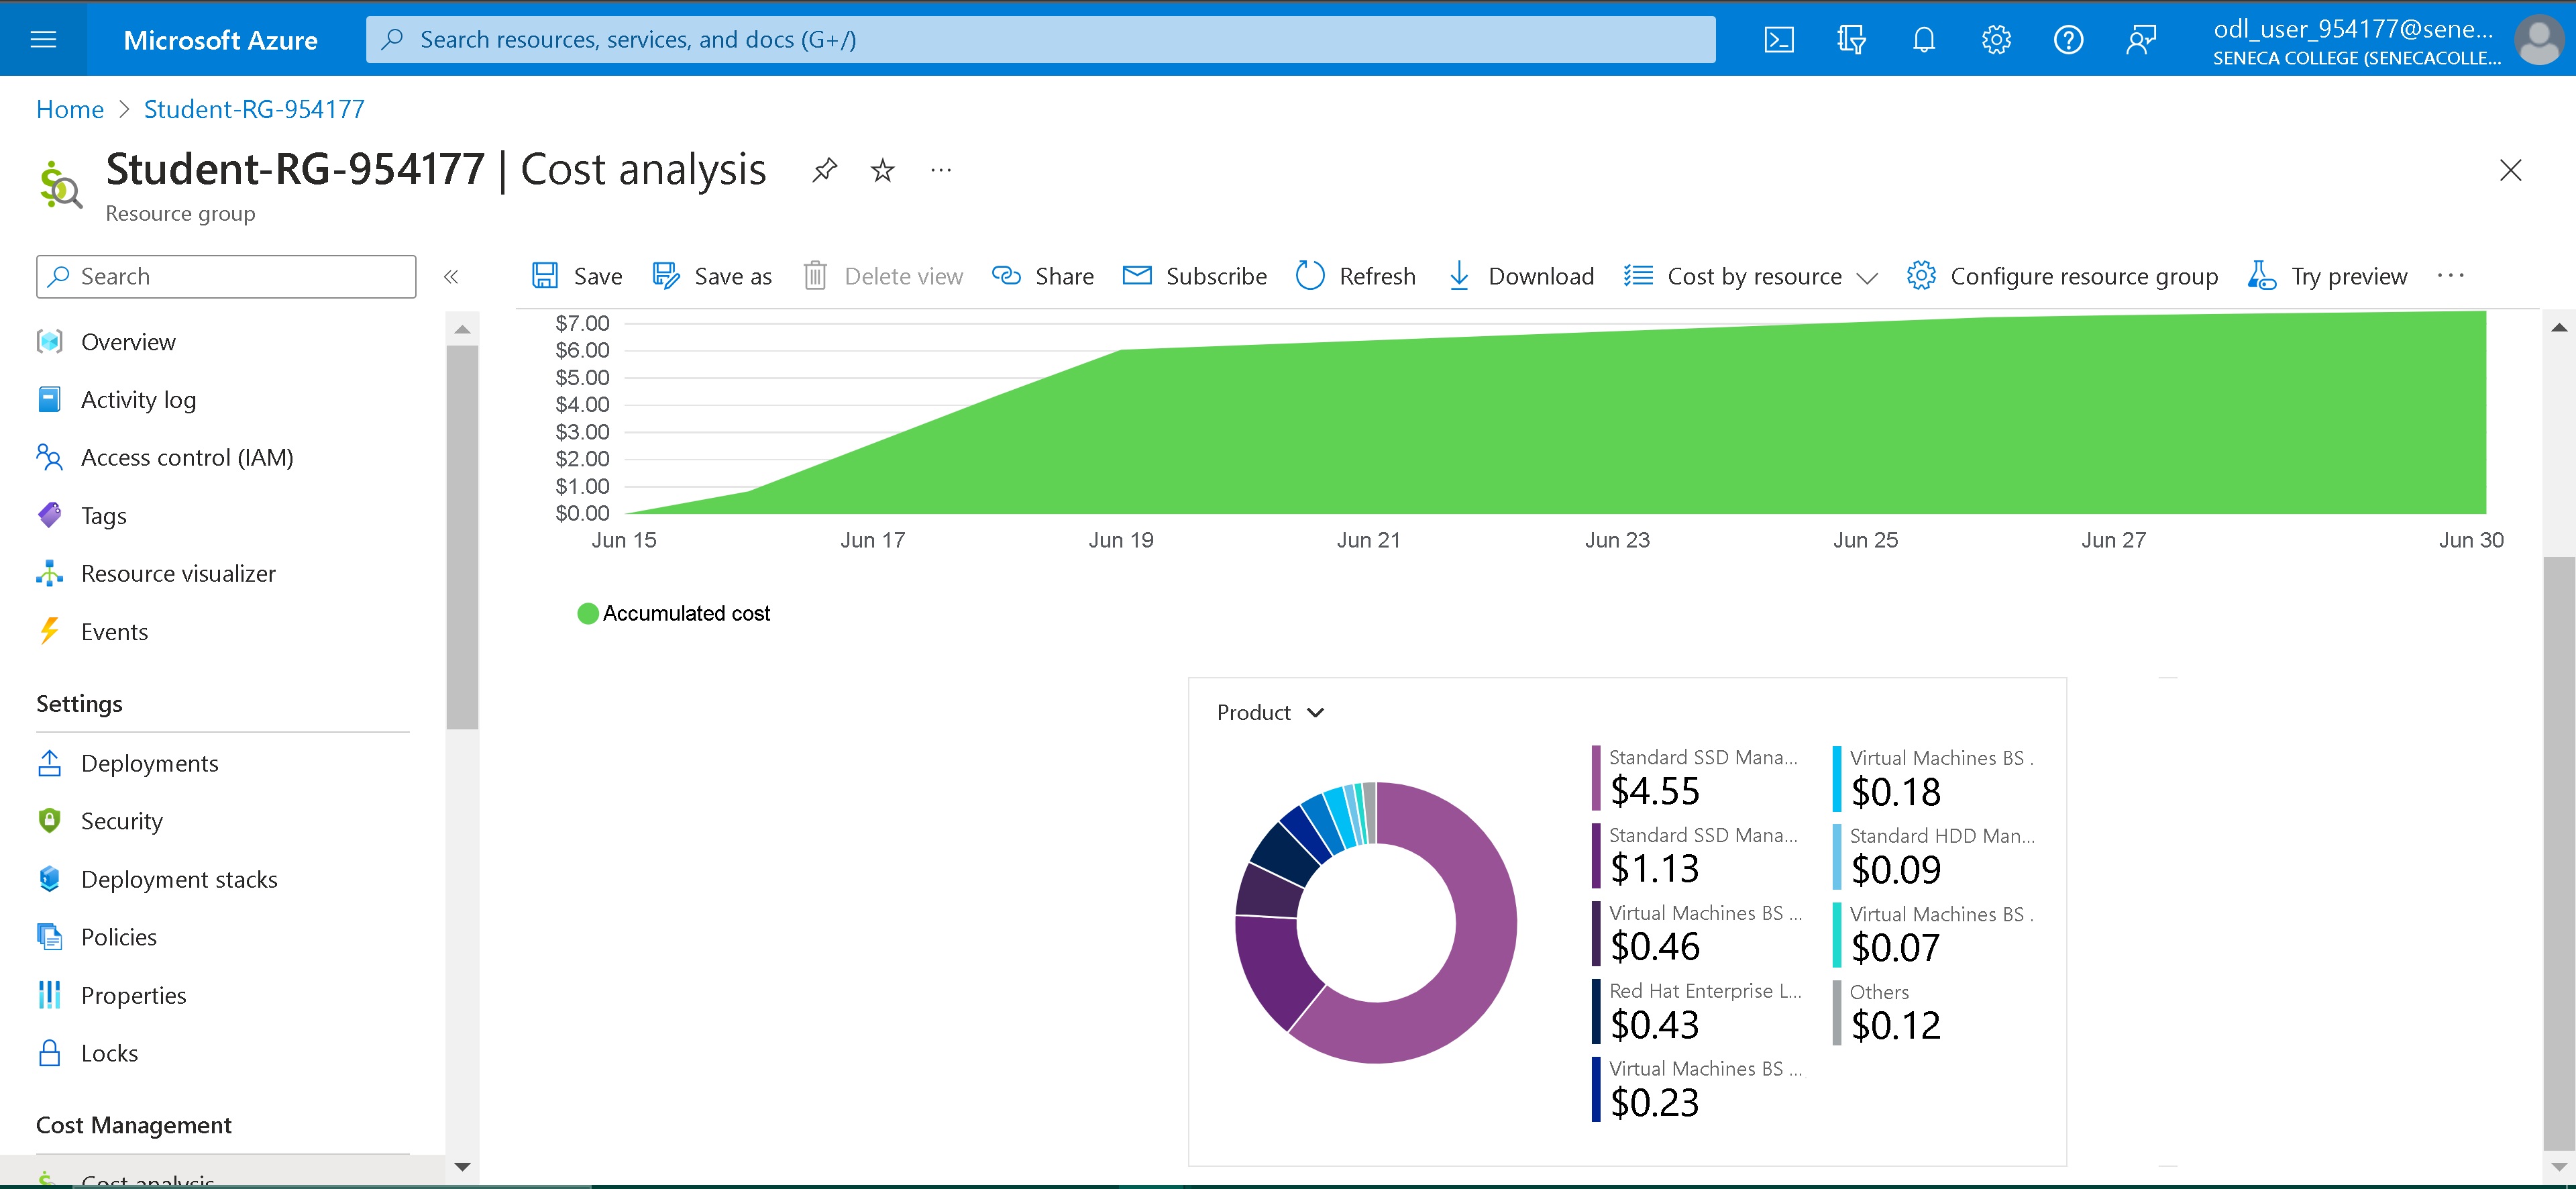 Microsoft Azure
Search resources, services, and docs (G+/)
odl_user_954177@sene...
SENECA COLLEGE (SENECACOLLE...
Home > Student-RG-954177
Student-RG-954177 | Cost analysis
...
Resource group
Search
«
Save
Save as
Delete view
Share
Subscribe
Refresh
Download
Cost by resource
Configure resource group
Try preview
...
Overview
Activity log
Access control (IAM)
Tags
Resource visualizer
Events
Settings
Deployments
Security
Deployment stacks
Policies
Properties
Locks
Cost Management
Cost analysis
$7.00
$6.00
$5.00
$4.00
$3.00
$2.00
$1.00
$0.00
Jun 15
Jun 17
Jun 19
Jun 21
Jun 23
Jun 25
Jun 27
Jun 30
Accumulated cost
Product
Standard SSD Mana...
$4.55
Standard SSD Mana...
$1.13
Virtual Machines BS ...
$0.46
Red Hat Enterprise L...
$0.43
Virtual Machines BS ...
$0.23
Virtual Machines BS .
$0.18
Standard HDD Man...
$0.09
Virtual Machines BS .
$0.07
Others
$0.12